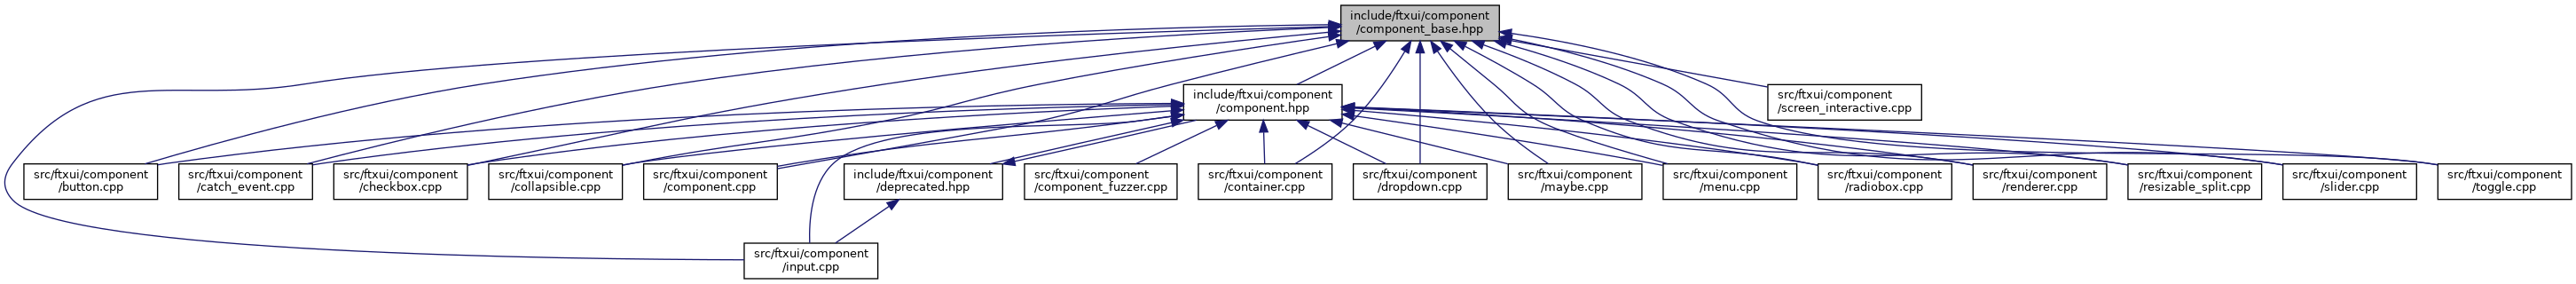 include/ftxui/component
/component_base.hpp
include/ftxui/component
/component.hpp
src/ftxui/component
/screen_interactive.cpp
src/ftxui/component
/button.cpp
src/ftxui/component
/catch_event.cpp
src/ftxui/component
/checkbox.cpp
src/ftxui/component
/collapsible.cpp
src/ftxui/component
/component.cpp
include/ftxui/component
/deprecated.hpp
src/ftxui/component
/component_fuzzer.cpp
src/ftxui/component
/container.cpp
src/ftxui/component
/dropdown.cpp
src/ftxui/component
/maybe.cpp
src/ftxui/component
/menu.cpp
src/ftxui/component
/radiobox.cpp
src/ftxui/component
/renderer.cpp
src/ftxui/component
/resizable_split.cpp
src/ftxui/component
/slider.cpp
src/ftxui/component
/toggle.cpp
src/ftxui/component
/input.cpp